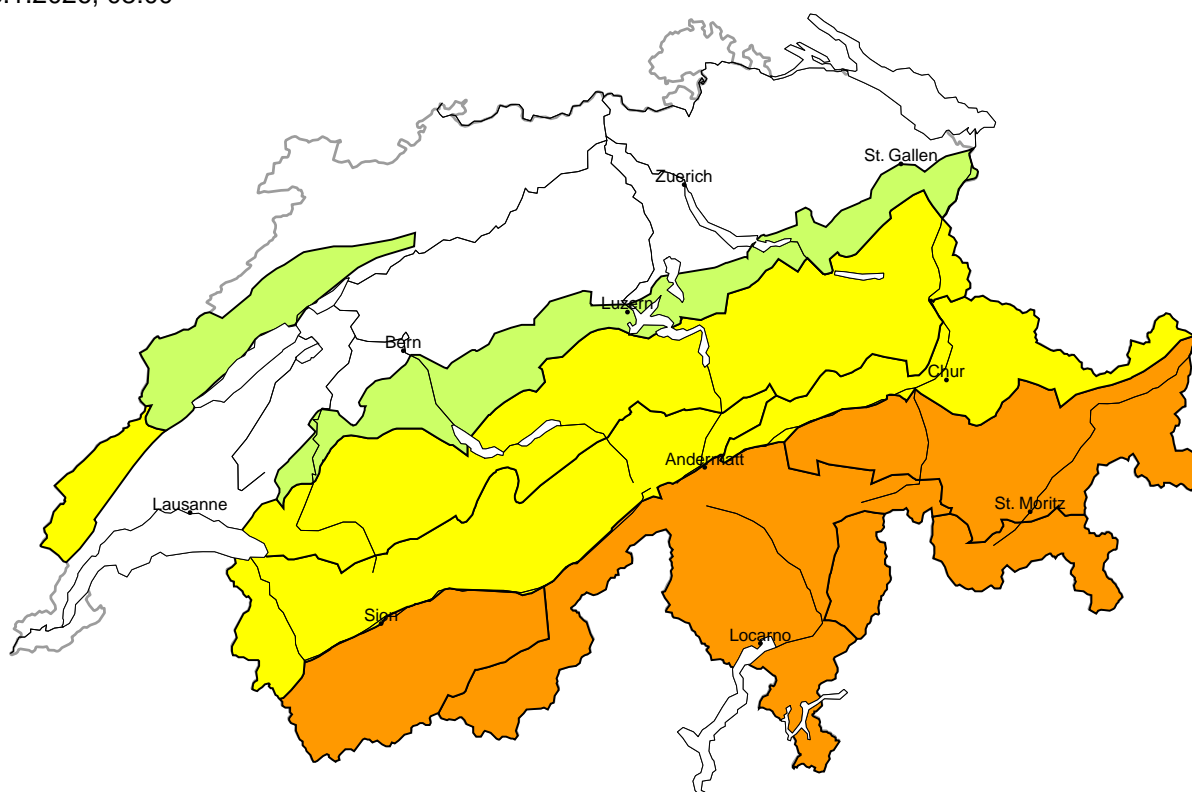 St. Gallen
Zuerich
Luzern
Bern
Chur
Andermatt
Lausanne
St. Moritz
Sion
Locarno